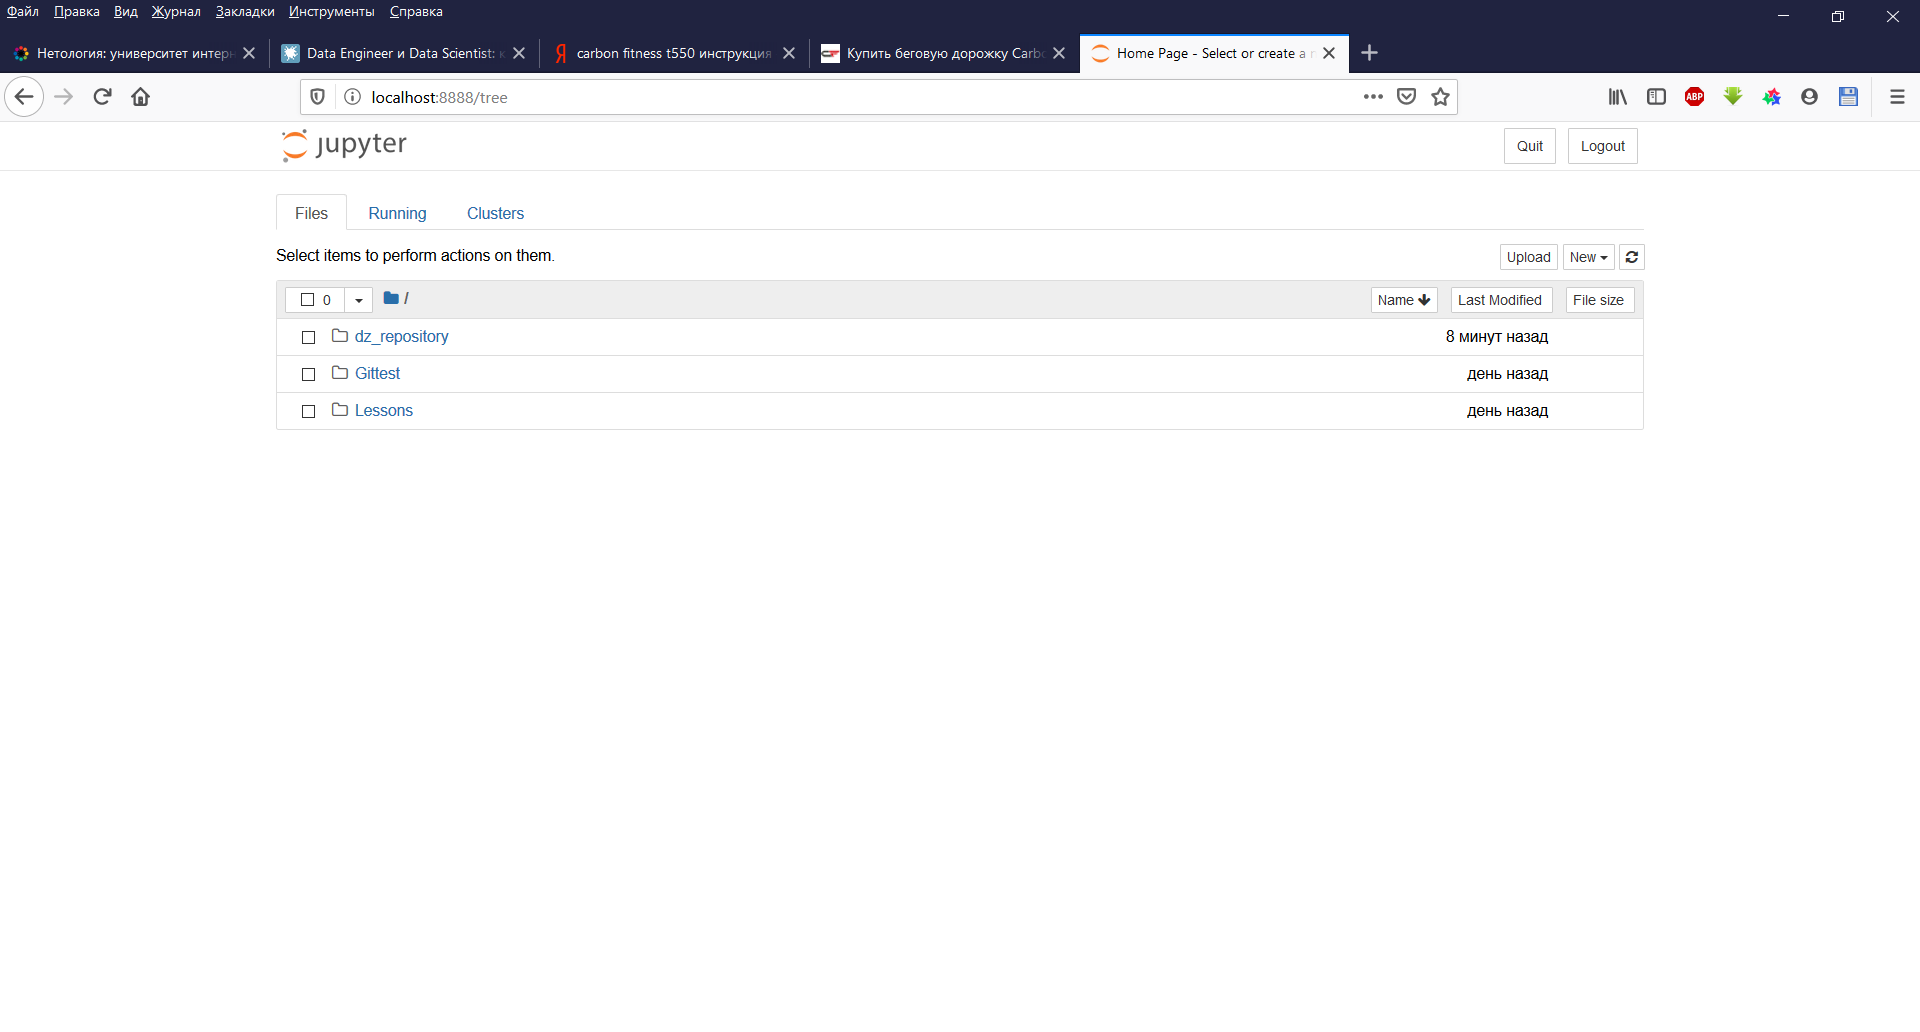 Файл Правка Вид Журнал Закладки Инструменты Справка
Нетология: университет интерн
Data Engineer и Data Scientist: к
Я carbon fitness t550 инструкция
Купить беговую дорожку Carbo
Home Page - Select or create a n
localhost:8888/tree
ABP
jupyter
Quit Logout
Files Running Clusters
Select items to perform actions on them.
Upload New
0 / Name Last Modified File size
dz_repository 8 минут назад
Gittest день назад
Lessons день назад